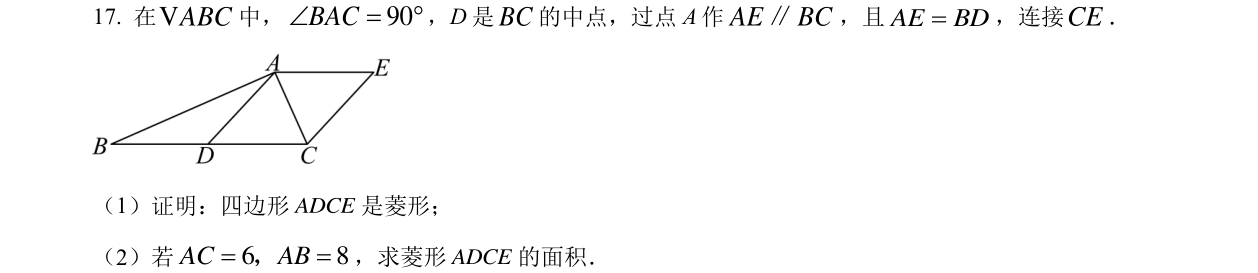 17. 在VABC中，∠BAC=90°，D是BC的中点，过点A作AE∥BC，且AE=BD，连接CE．
A
E
B
D
C
（1）证明：四边形ADCE是菱形；
（2）若AC=6，AB=8，求菱形ADCE的面积．